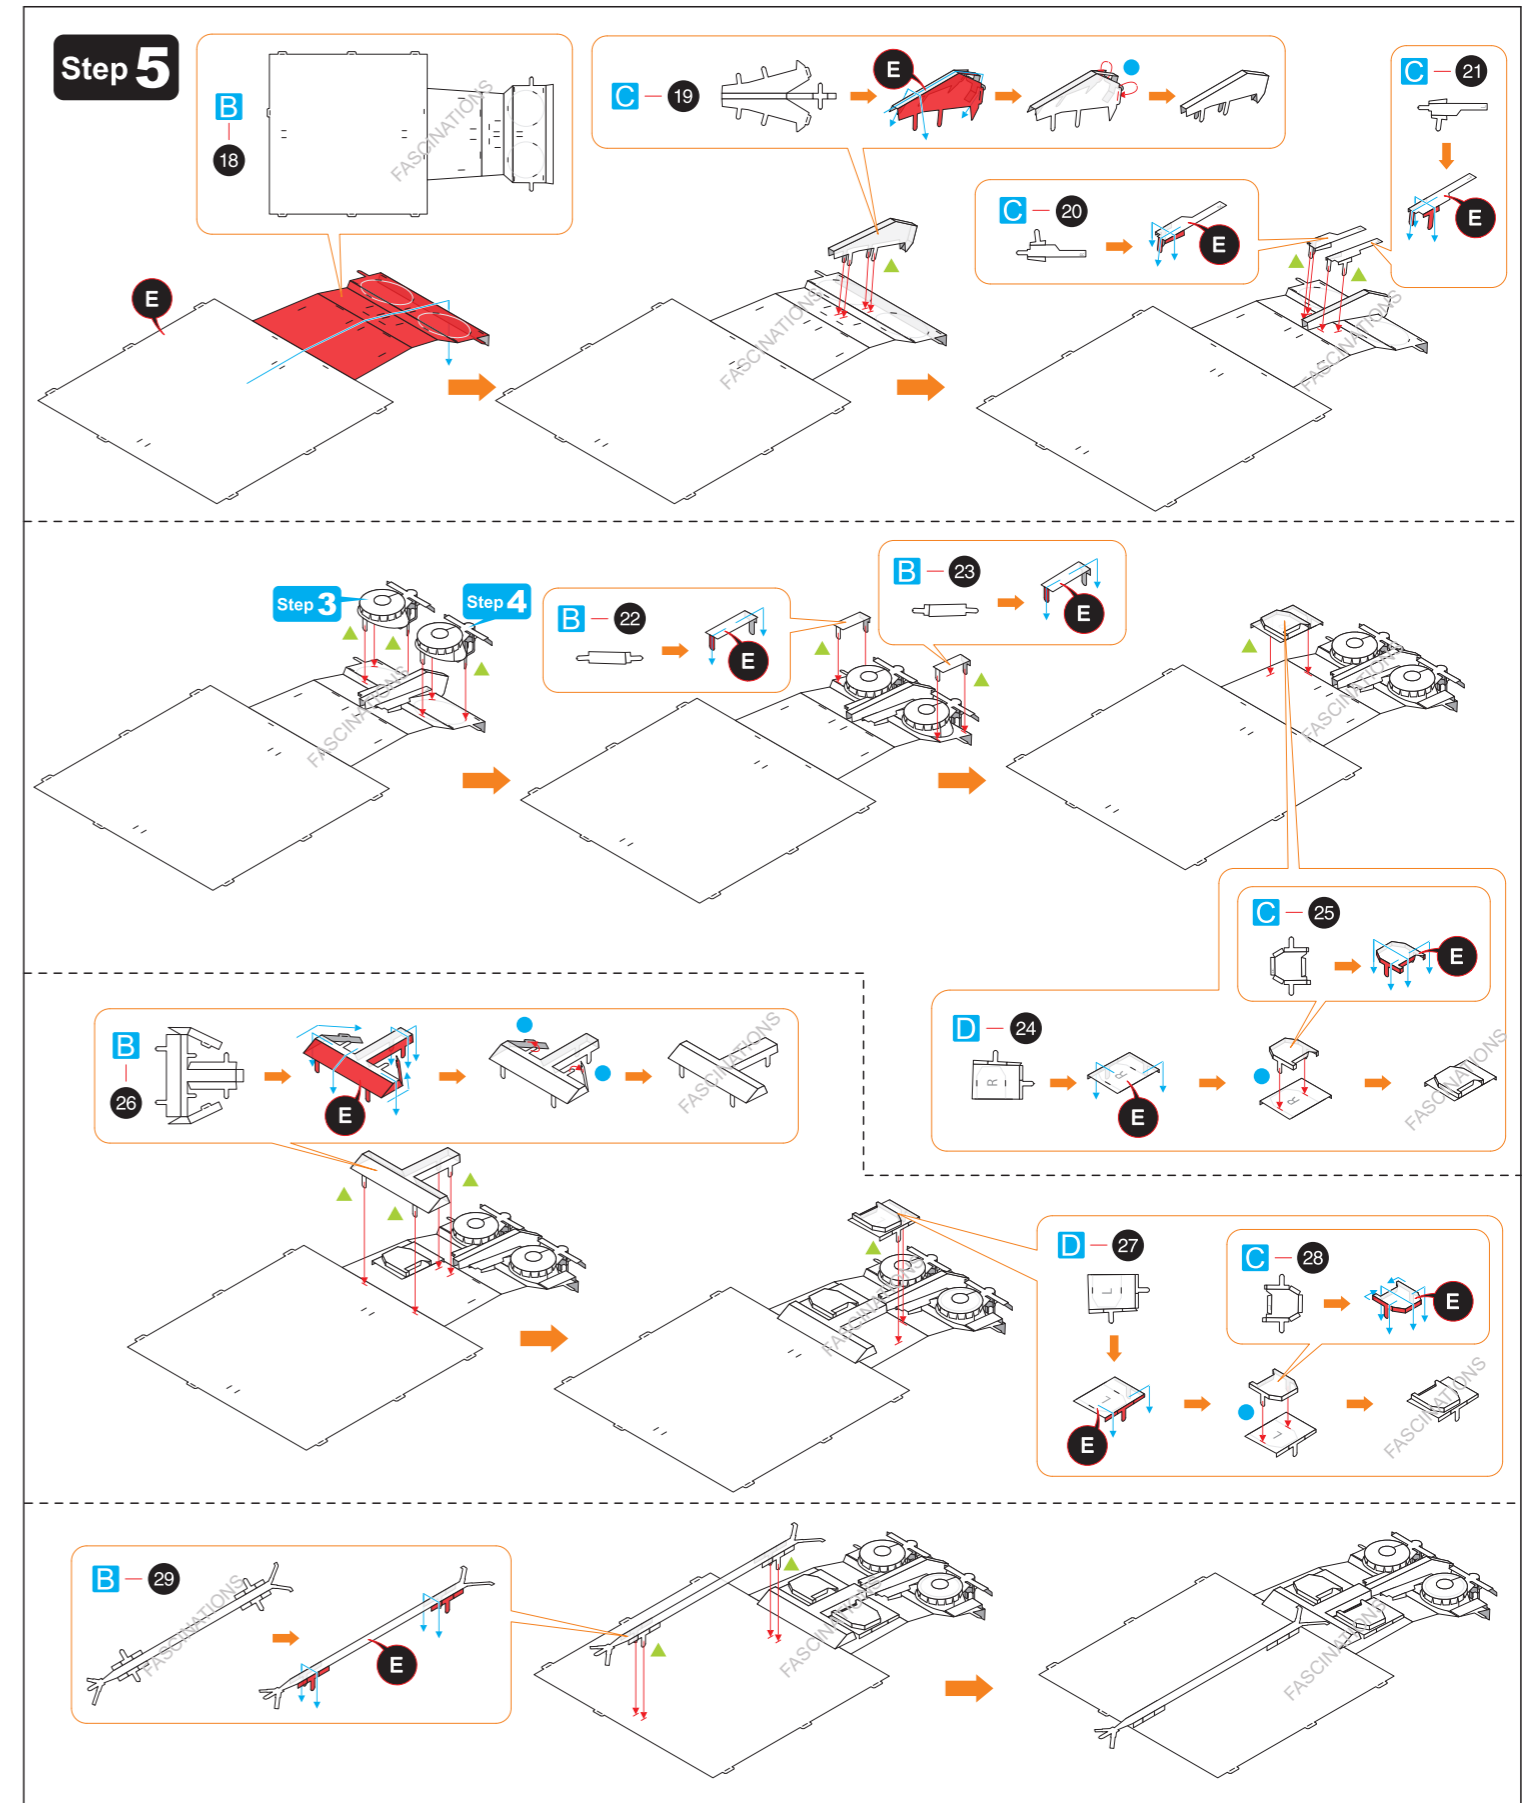 Step 5
B
18
FASCINATIONS
E
C 19
E
C 20
E
C 21
E
FASCINATIONS
FASCINATIONS
Step 3
Step 4
FASCINATIONS
B 22
E
B 23
E
FASCINATIONS
C 25
E
D 24
R
R
E
R
FASCINATIONS
B
26
E
FASCINATIONS
FASCINATIONS
D 27
L
L
E
C 28
E
L
FASCINATIONS
B 29
FASCINATIONS
E
FASCINATIONS
FASCINATIONS